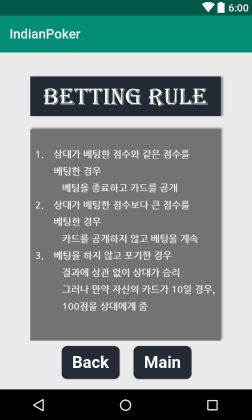 6:00
IndianPoker
BETTING RULE
1. 상대가 베팅한 점수와 같은 점수를
베팅한 경우
베팅을 종료하고 카드를 공개
2. 상대가 베팅한 점수보다 큰 점수를
베팅한 경우
카드를 공개하지 않고 베팅을 계속
3. 베팅을 하지 않고 포기한 경우
결과에 상관 없이 상대가 승리
그러나 만약 자신의 카드가 10일 경우,
100점을 상대에게 줌
Back Main